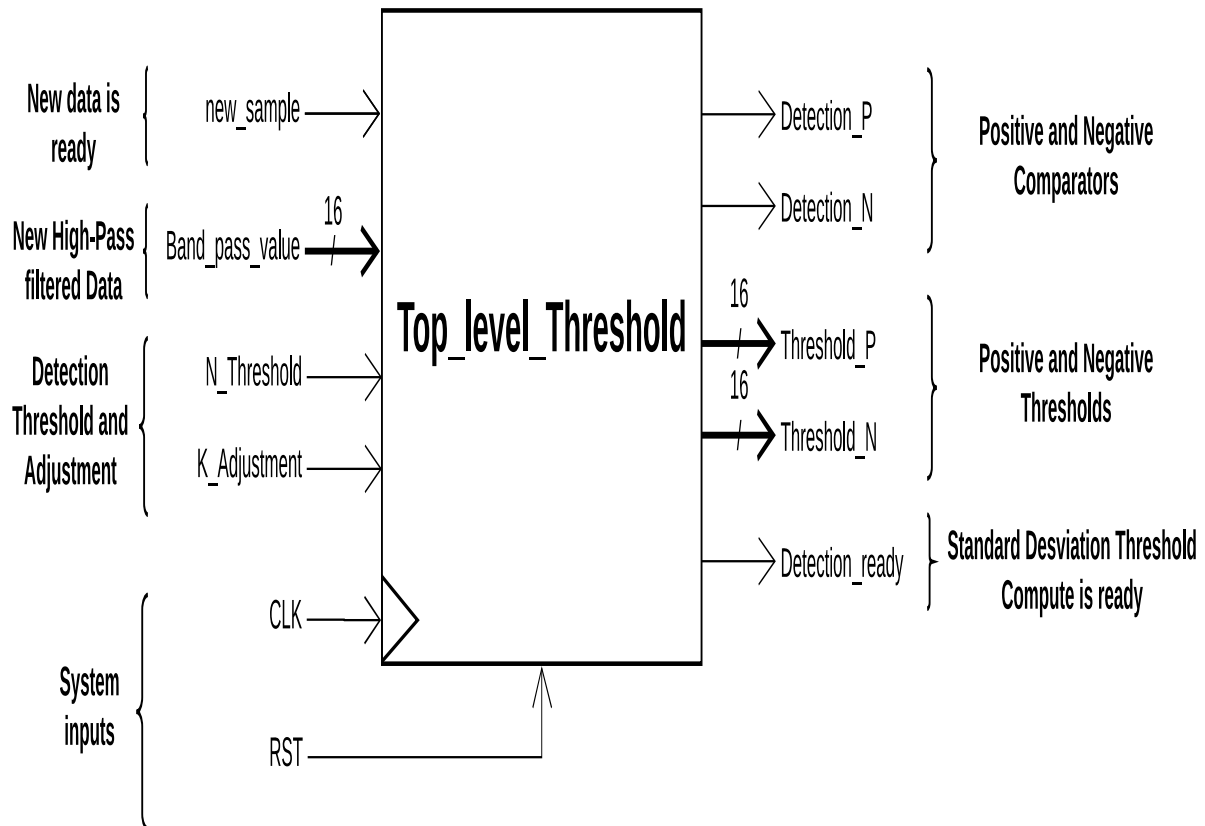 New data is
ready
new_sample
New High-Pass
filtered Data
Band_pass_value
16
Detection
Threshold and
Adjustment
N_Threshold
K_Adjustment
System
inputs
CLK
RST
Top_level_Threshold
Detection_P
Detection_N
Positive and Negative
Comparators
16
Threshold_P
16
Threshold_N
Positive and Negative
Thresholds
Detection_ready
Standard Desviation Threshold
Compute is ready